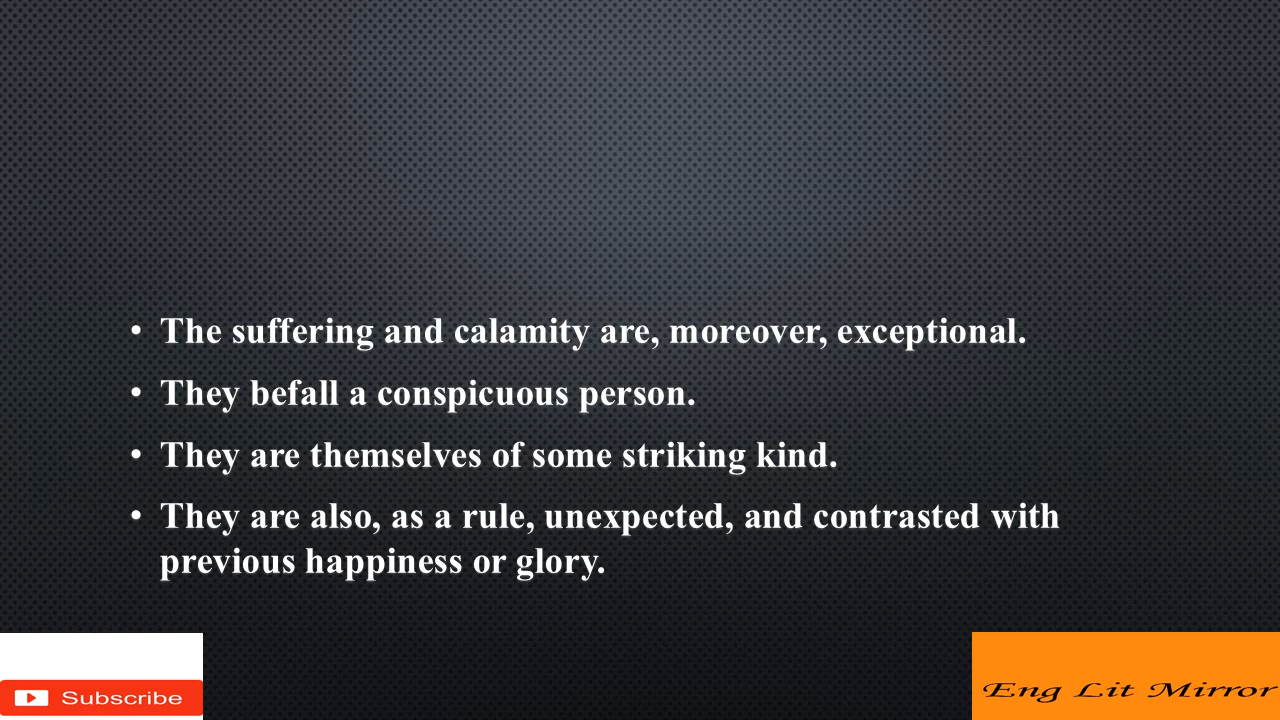 • The suffering and calamity are, moreover, exceptional.
• They befall a conspicuous person.
• They are themselves of some striking kind.
• They are also, as a rule, unexpected, and contrasted with
previous happiness or glory.
Subscribe
Eng Lit Mirror